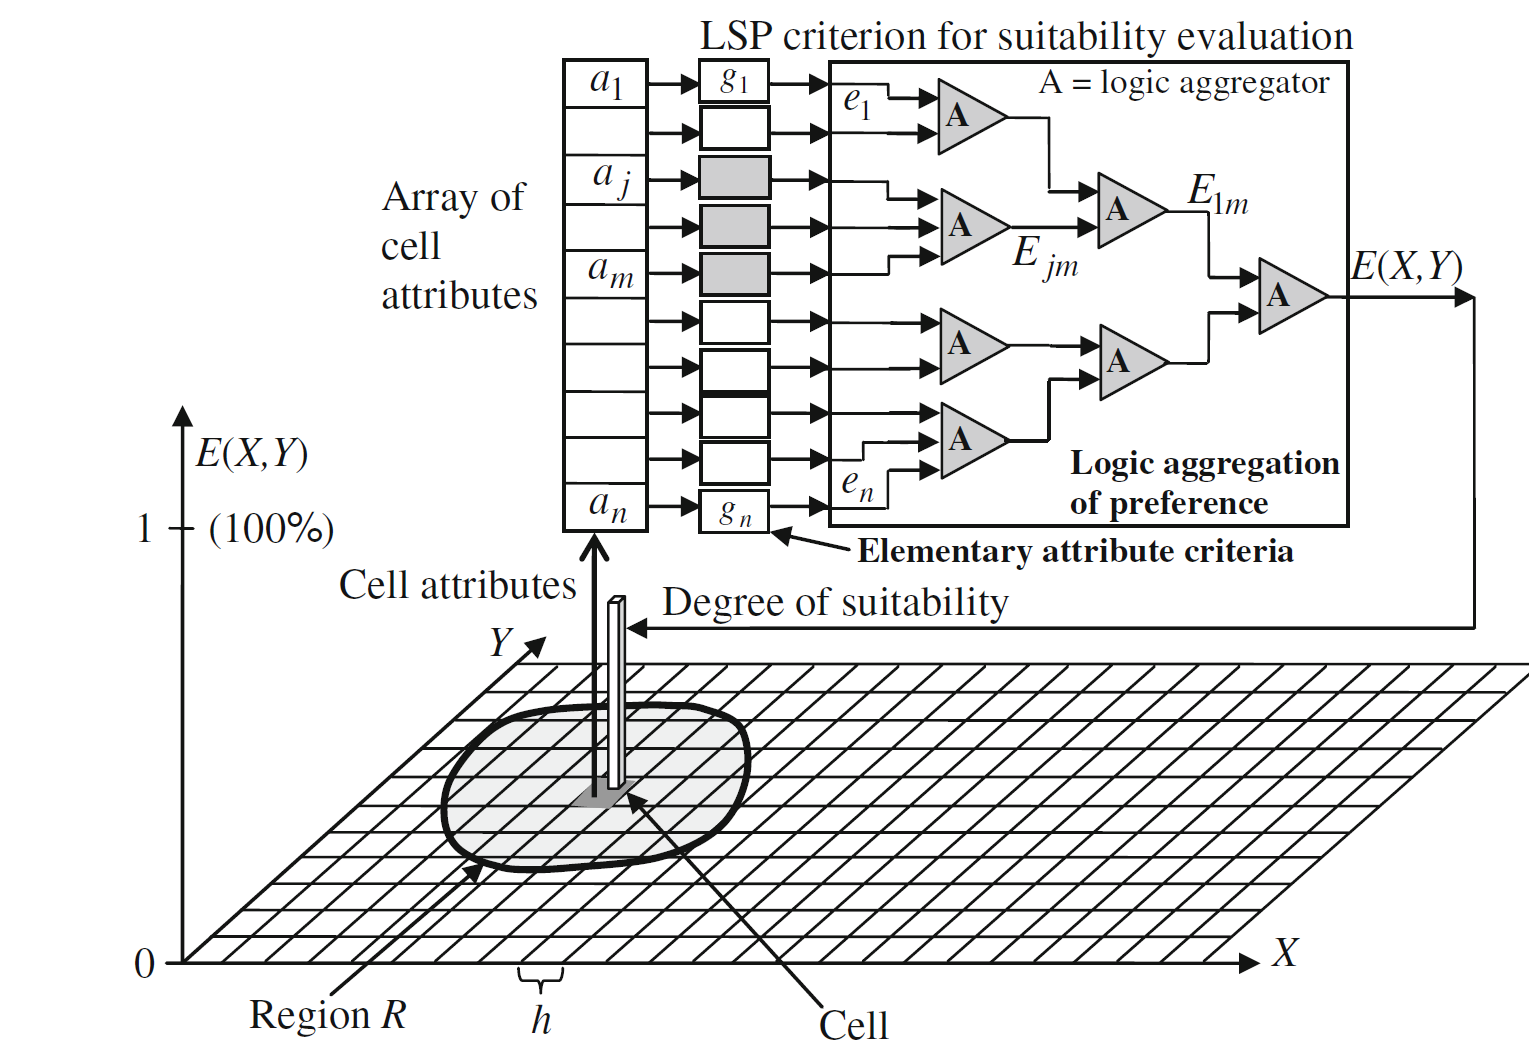 LSP criterion for suitability evaluation
A = logic aggregator
a1
g1
e1
A
Array of
cell
attributes
aj
A
A
E1m
Ejm
am
A
E(X,Y)
A
A
A
E(X,Y)
Logic aggregation
of preference
en
an
gn
1
(100%)
Elementary attribute criteria
Cell attributes
Degree of suitability
Y
0
X
Region R
h
Cell